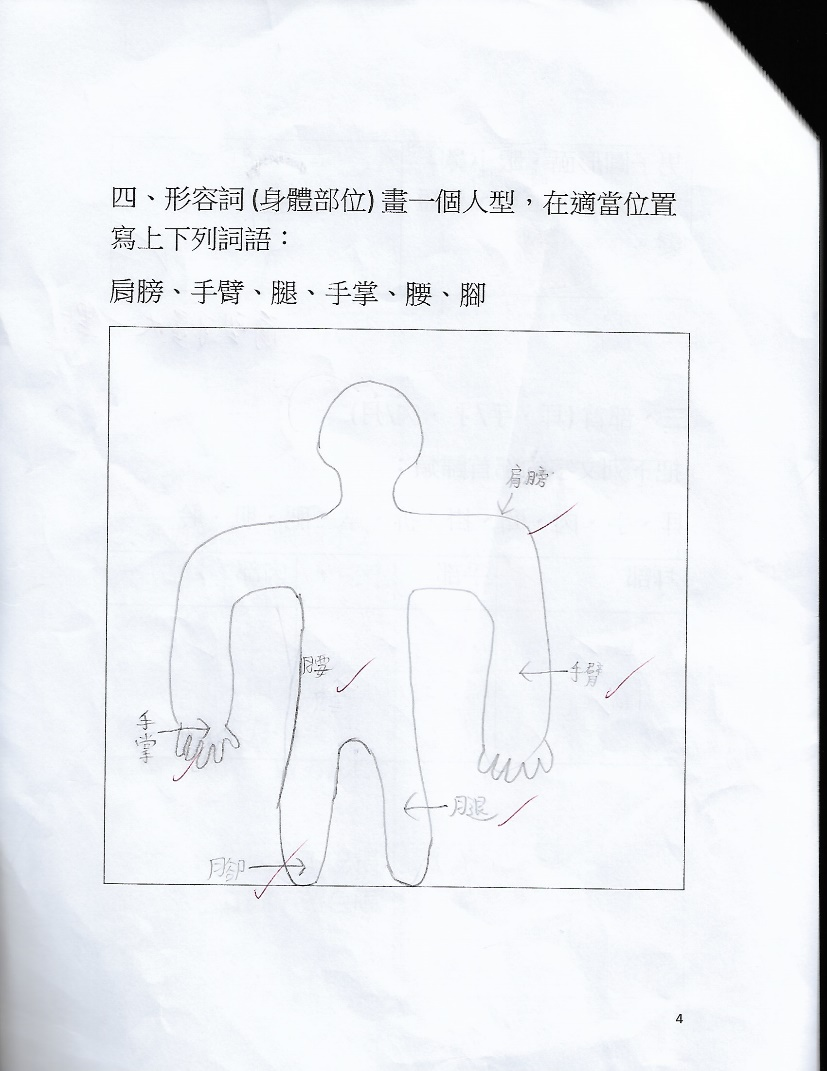 四、形容詞 (身體部位) 畫一個人型，在適當位置
寫上下列詞語：
肩膀、手臂、腿、手掌、腰、腳
肩膀
腰
手臂
手
掌
腿
腳
4